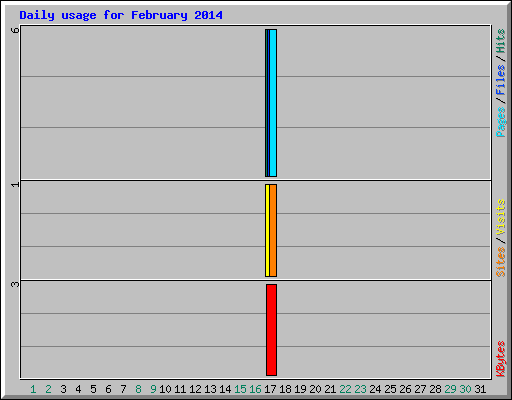 Daily usage for February 2014
6
1
3
Pages/Files/Hits
Sites/Visits
KBytes
1 2 3 4 5 6 7 8 9 10 11 12 13 14 15 16 17 18 19 20 21 22 23 24 25 26 27 28 29 30 31